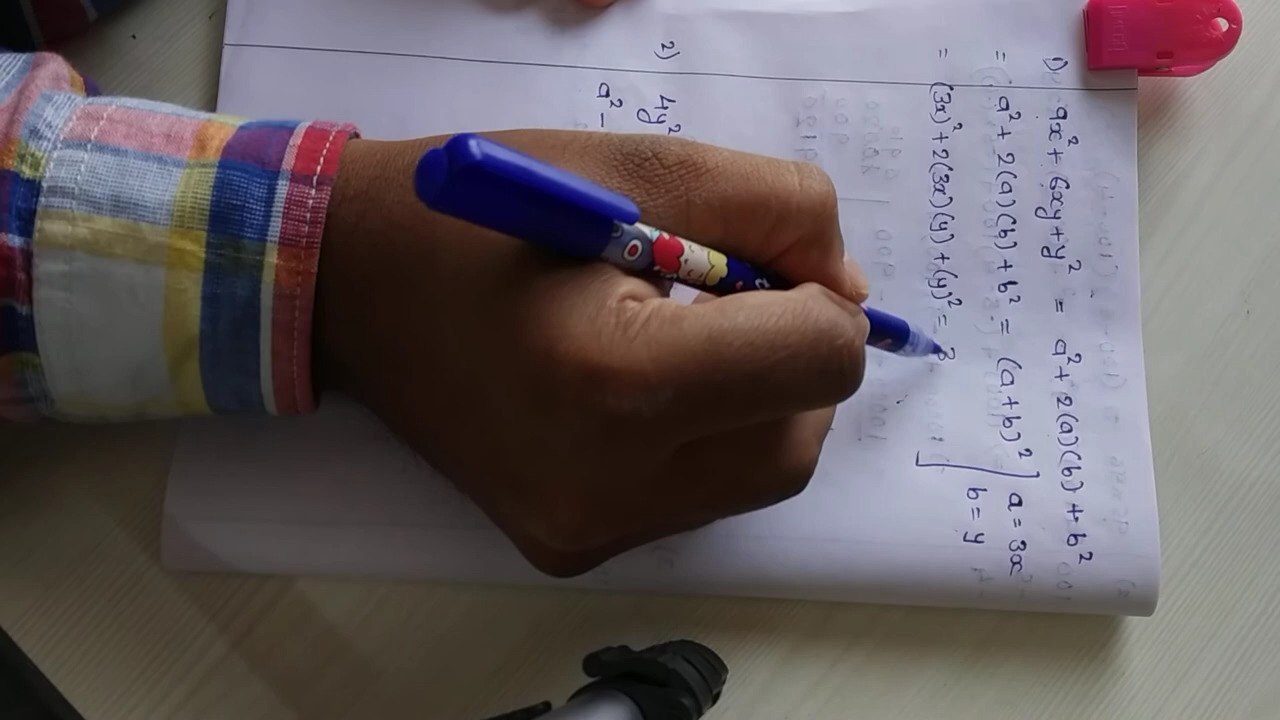 1) 9x² + 6xy + y² = a² + 2(a)(b) + b²
= a² + 2(a)(b) + b² = (a+b)² ] a = 3x
= (3x)² + 2(3x)(y) + (y)² = 3 ] b = y
2) 4y²
a² -